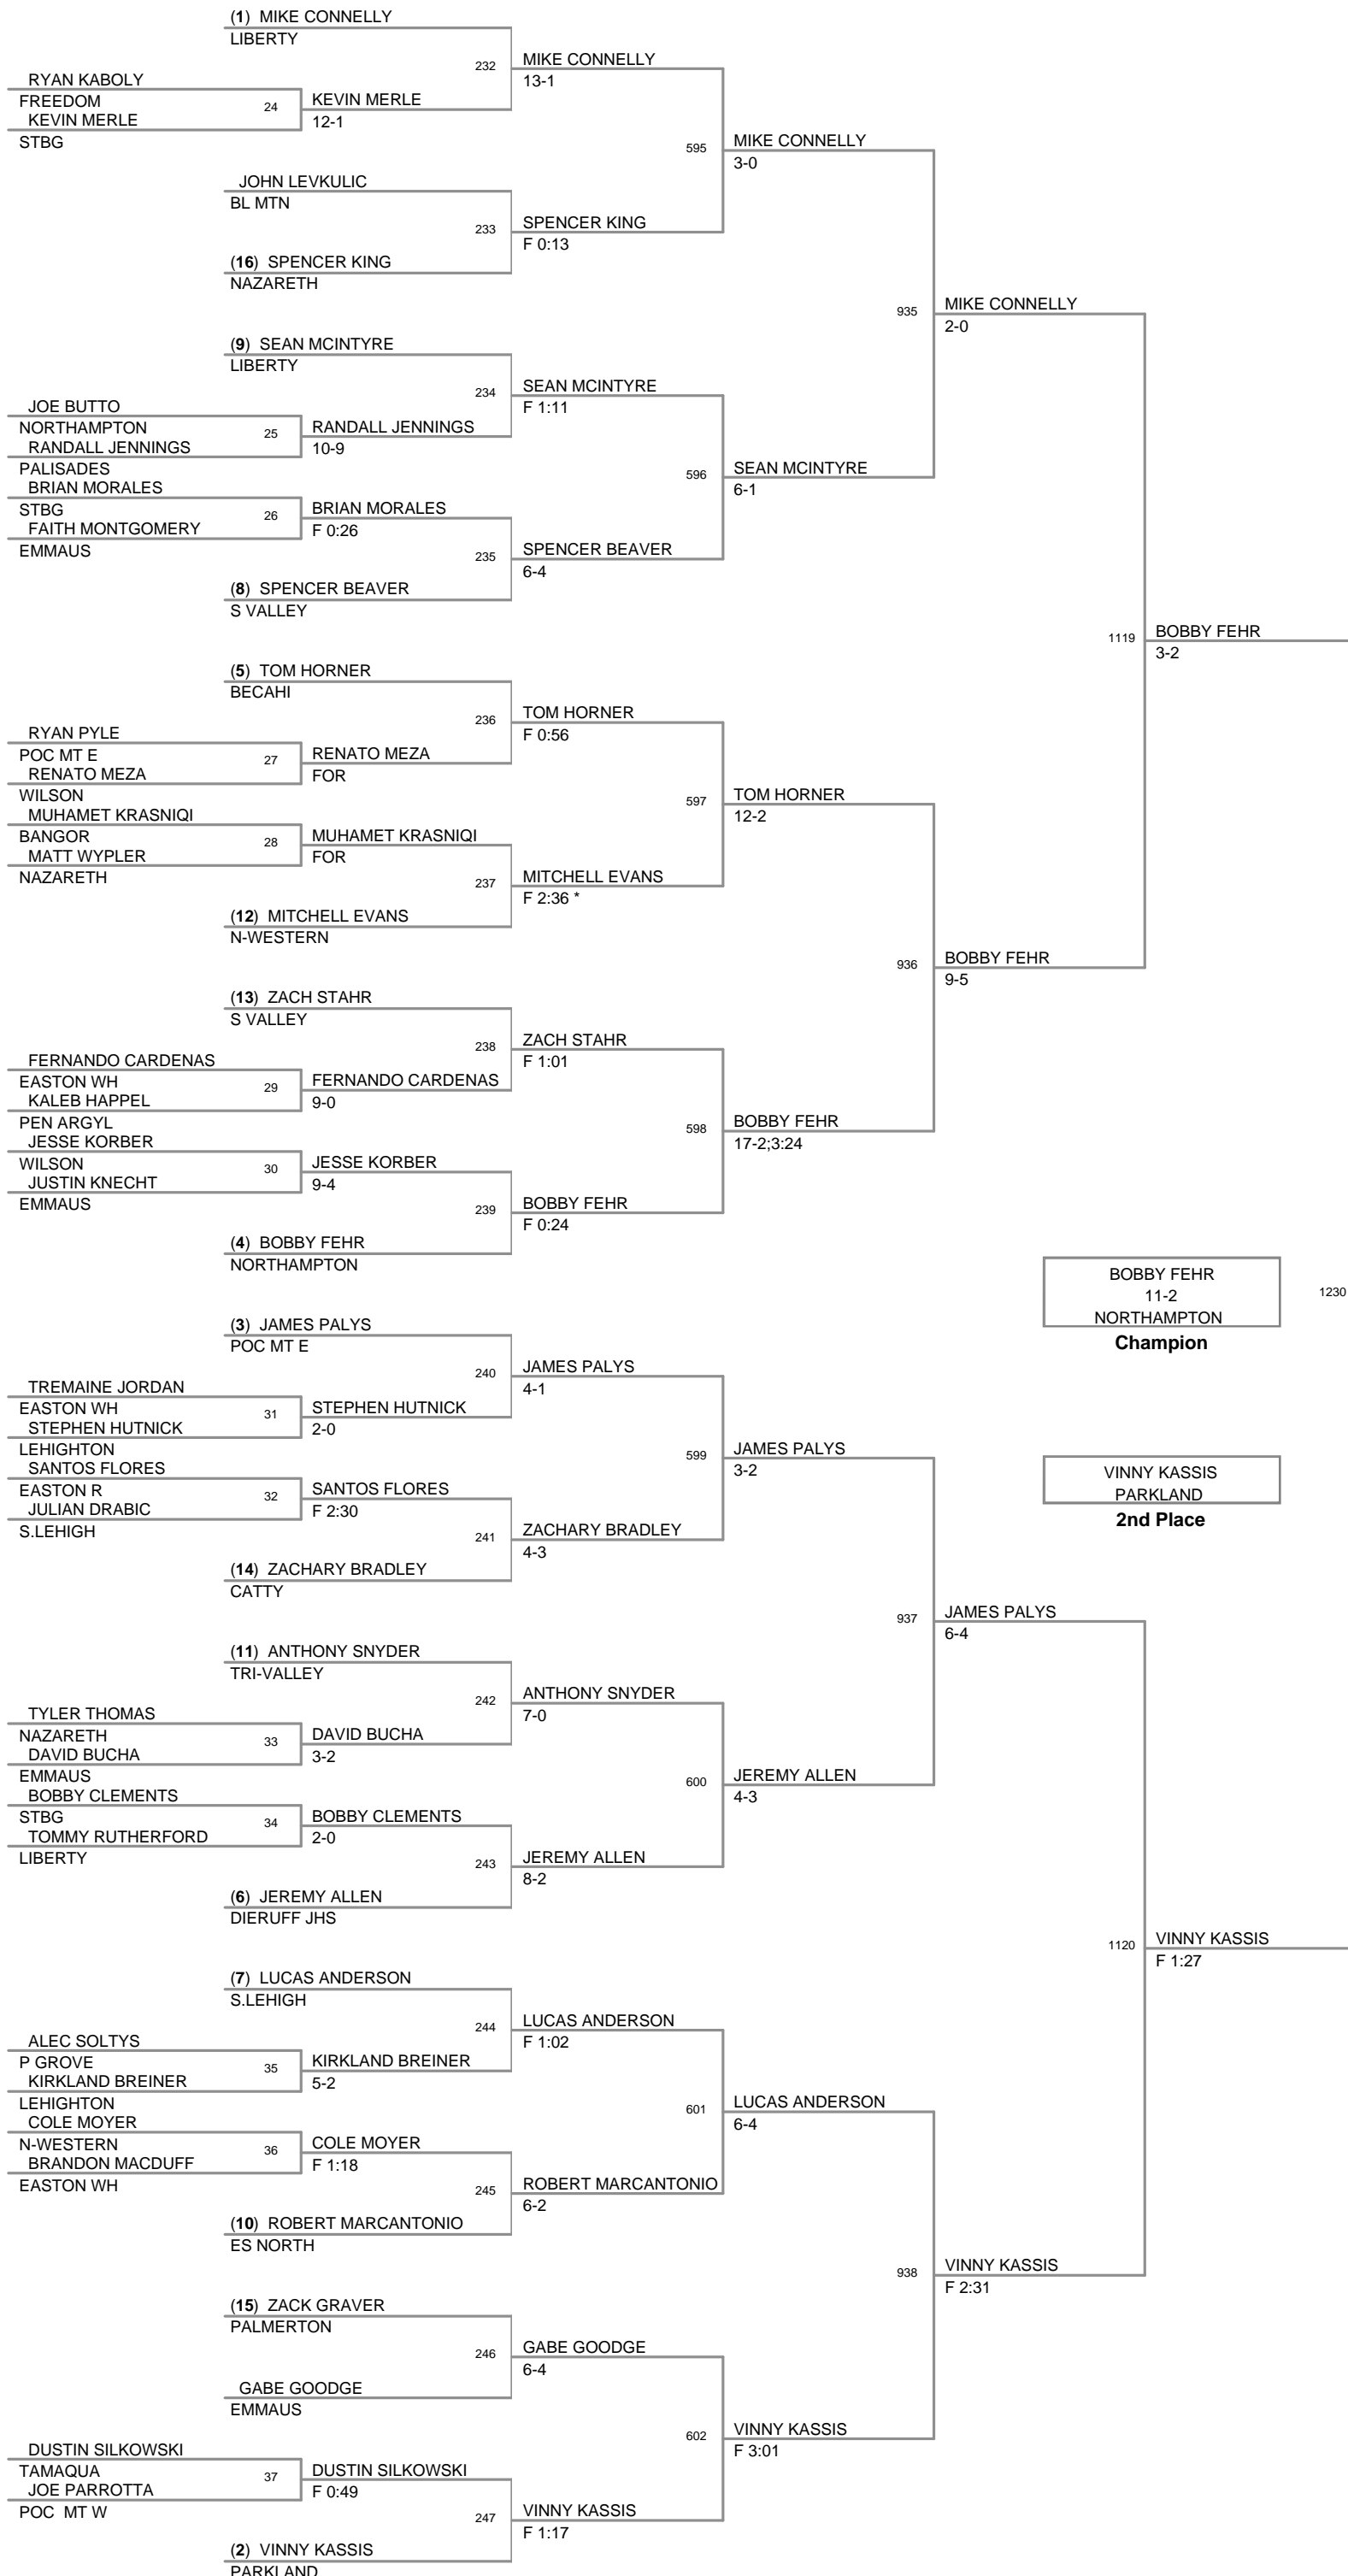 (1) MIKE CONNELLY
LIBERTY
232
MIKE CONNELLY
13-1
RYAN KABOLY
FREEDOM
24
KEVIN MERLE
12-1
KEVIN MERLE
STBG
595
MIKE CONNELLY
3-0
JOHN LEVKULIC
BL MTN
233
SPENCER KING
F 0:13
(16) SPENCER KING
NAZARETH
935
MIKE CONNELLY
2-0
(9) SEAN MCINTYRE
LIBERTY
234
SEAN MCINTYRE
F 1:11
JOE BUTTO
NORTHAMPTON
25
RANDALL JENNINGS
10-9
RANDALL JENNINGS
PALISADES
596
SEAN MCINTYRE
6-1
BRIAN MORALES
STBG
26
BRIAN MORALES
F 0:26
FAITH MONTGOMERY
EMMAUS
235
SPENCER BEAVER
6-4
(8) SPENCER BEAVER
S VALLEY
1119
BOBBY FEHR
3-2
(5) TOM HORNER
BECAHI
236
TOM HORNER
F 0:56
RYAN PYLE
POC MT E
27
RENATO MEZA
FOR
RENATO MEZA
WILSON
597
TOM HORNER
12-2
MUHAMET KRASNIQI
BANGOR
28
MUHAMET KRASNIQI
FOR
MATT WYPLER
NAZARETH
237
MITCHELL EVANS
F 2:36 *
(12) MITCHELL EVANS
N-WESTERN
936
BOBBY FEHR
9-5
(13) ZACH STAHR
S VALLEY
238
ZACH STAHR
F 1:01
FERNANDO CARDENAS
EASTON WH
29
FERNANDO CARDENAS
9-0
KALEB HAPPEL
PEN ARGYL
598
BOBBY FEHR
17-2;3:24
JESSE KORBER
WILSON
30
JESSE KORBER
9-4
JUSTIN KNECHT
EMMAUS
239
BOBBY FEHR
F 0:24
(4) BOBBY FEHR
NORTHAMPTON
BOBBY FEHR
11-2
NORTHAMPTON
Champion
1230
(3) JAMES PALYS
POC MT E
240
JAMES PALYS
4-1
TREMAINE JORDAN
EASTON WH
31
STEPHEN HUTNICK
2-0
STEPHEN HUTNICK
LEHIGHTON
599
JAMES PALYS
3-2
VINNY KASSIS
PARKLAND
2nd Place
SANTOS FLORES
EASTON R
32
SANTOS FLORES
F 2:30
JULIAN DRABIC
S.LEHIGH
241
ZACHARY BRADLEY
4-3
(14) ZACHARY BRADLEY
CATTY
937
JAMES PALYS
6-4
(11) ANTHONY SNYDER
TRI-VALLEY
242
ANTHONY SNYDER
7-0
TYLER THOMAS
NAZARETH
33
DAVID BUCHA
3-2
DAVID BUCHA
EMMAUS
600
JEREMY ALLEN
4-3
BOBBY CLEMENTS
STBG
34
BOBBY CLEMENTS
2-0
TOMMY RUTHERFORD
LIBERTY
243
JEREMY ALLEN
8-2
(6) JEREMY ALLEN
DIERUFF JHS
1120
VINNY KASSIS
F 1:27
(7) LUCAS ANDERSON
S.LEHIGH
244
LUCAS ANDERSON
F 1:02
ALEC SOLTYS
P GROVE
35
KIRKLAND BREINER
5-2
KIRKLAND BREINER
LEHIGHTON
601
LUCAS ANDERSON
6-4
COLE MOYER
N-WESTERN
36
COLE MOYER
F 1:18
BRANDON MACDUFF
EASTON WH
245
ROBERT MARCANTONIO
6-2
(10) ROBERT MARCANTONIO
ES NORTH
938
VINNY KASSIS
F 2:31
(15) ZACK GRAVER
PALMERTON
246
GABE GOODGE
6-4
GABE GOODGE
EMMAUS
602
VINNY KASSIS
F 3:01
DUSTIN SILKOWSKI
TAMAQUA
37
DUSTIN SILKOWSKI
F 0:49
JOE PARROTTA
POC  MT W
247
VINNY KASSIS
F 1:17
(2) VINNY KASSIS
PARKLAND